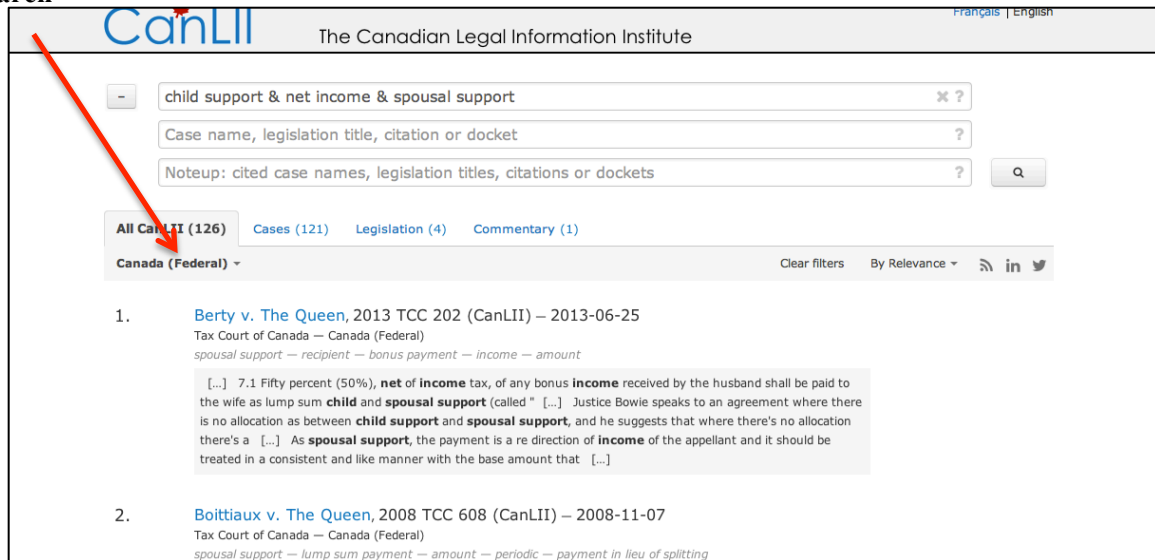 CanLII
The Canadian Legal Information Institute
Français | English
child support & net income & spousal support
Case name, legislation title, citation or docket
Noteup: cited case names, legislation titles, citations or dockets
All CanLII (126) Cases (121) Legislation (4) Commentary (1)
Canada (Federal) Clear filters By Relevance
1. Berty v. The Queen, 2013 TCC 202 (CanLII) — 2013-06-25
Tax Court of Canada — Canada (Federal)
spousal support — recipient — bonus payment — income — amount
[...] 7.1 Fifty percent (50%), net of income tax, of any bonus income received by the husband shall be paid to
the wife as lump sum child and spousal support (called " [...] Justice Bowie speaks to an agreement where there
is no allocation as between child support and spousal support, and he suggests that where there's no allocation
there's a [...] As spousal support, the payment is a re direction of income of the appellant and it should be
treated in a consistent and like manner with the base amount that [...]
2. Boittiaux v. The Queen, 2008 TCC 608 (CanLII) — 2008-11-07
Tax Court of Canada — Canada (Federal)
spousal support — lump sum payment — amount — periodic — payment in lieu of splitting